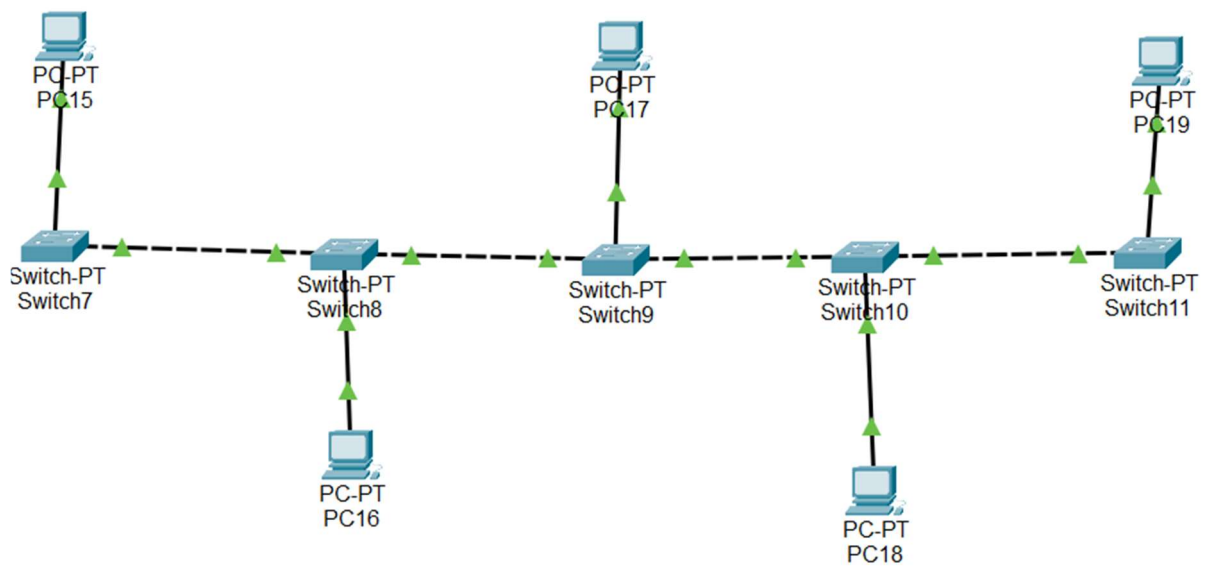 PC-PT
PC15
PC-PT
PC17
PC-PT
PC19
Switch-PT
Switch7
Switch-PT
Switch8
Switch-PT
Switch9
Switch-PT
Switch10
Switch-PT
Switch11
PC-PT
PC16
PC-PT
PC18